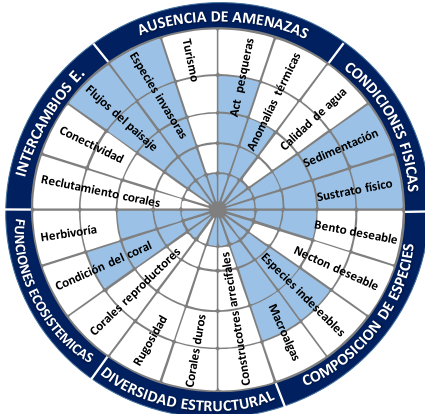 AUSENCIA DE AMENAZAS
CONDICIONES FISICAS
COMPOSICION DE ESPECIES
DIVERSIDAD ESTRUCTURAL
FUNCIONES ECOSISTEMICAS
INTERCAMBIOS E.
Turismo
Act pesqueras
Anomalías térmicas
Calidad de agua
Sedimentación
Sustrato físico
Bento deseable
Necton deseable
Especies indeseables
Macroalgas
Construcotres arrecifales
Corales duros
Rugosidad
Corales reproductores
Condición del coral
Herbivoría
Reclutamiento corales
Conectividad
Flujos del paisaje
Especies invasoras